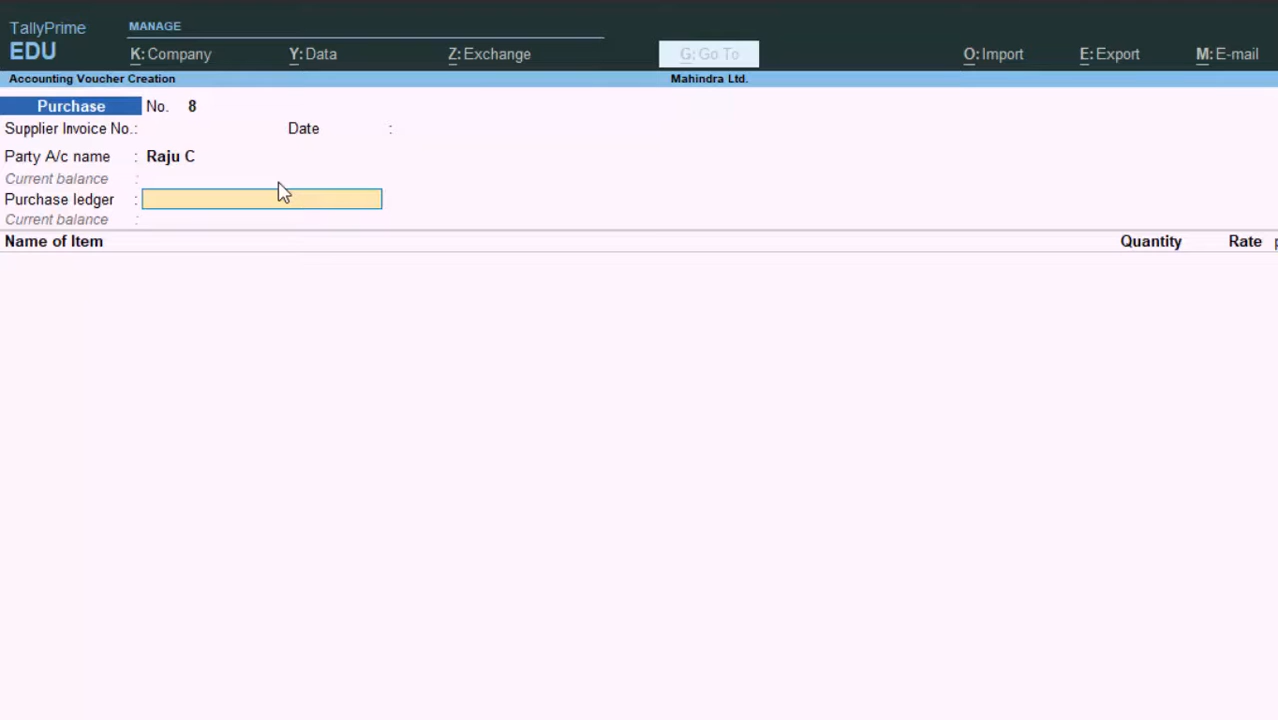 TallyPrime MANAGE
EDU K: Company Y: Data Z: Exchange G: Go To O: Import E: Export M: E-mail
Accounting Voucher Creation Mahindra Ltd.
Purchase No. 8
Supplier Invoice No.: Date :
Party A/c name : Raju C
Current balance :
Purchase ledger :
Current balance :
Name of Item Quantity Rate p